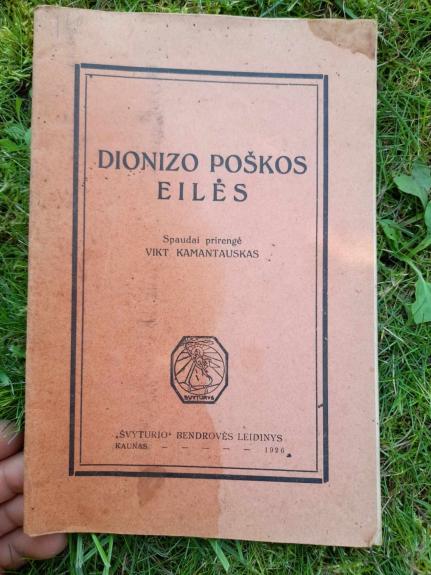 DIONIZO POŠKOS
EILĖS
Spaudai prirengė
VIKT KAMANTAUSKAS
ŠVYTURYS
„ŠVYTURIO“ BENDROVĖS LEIDINYS
KAUNAS – – – – – 1926